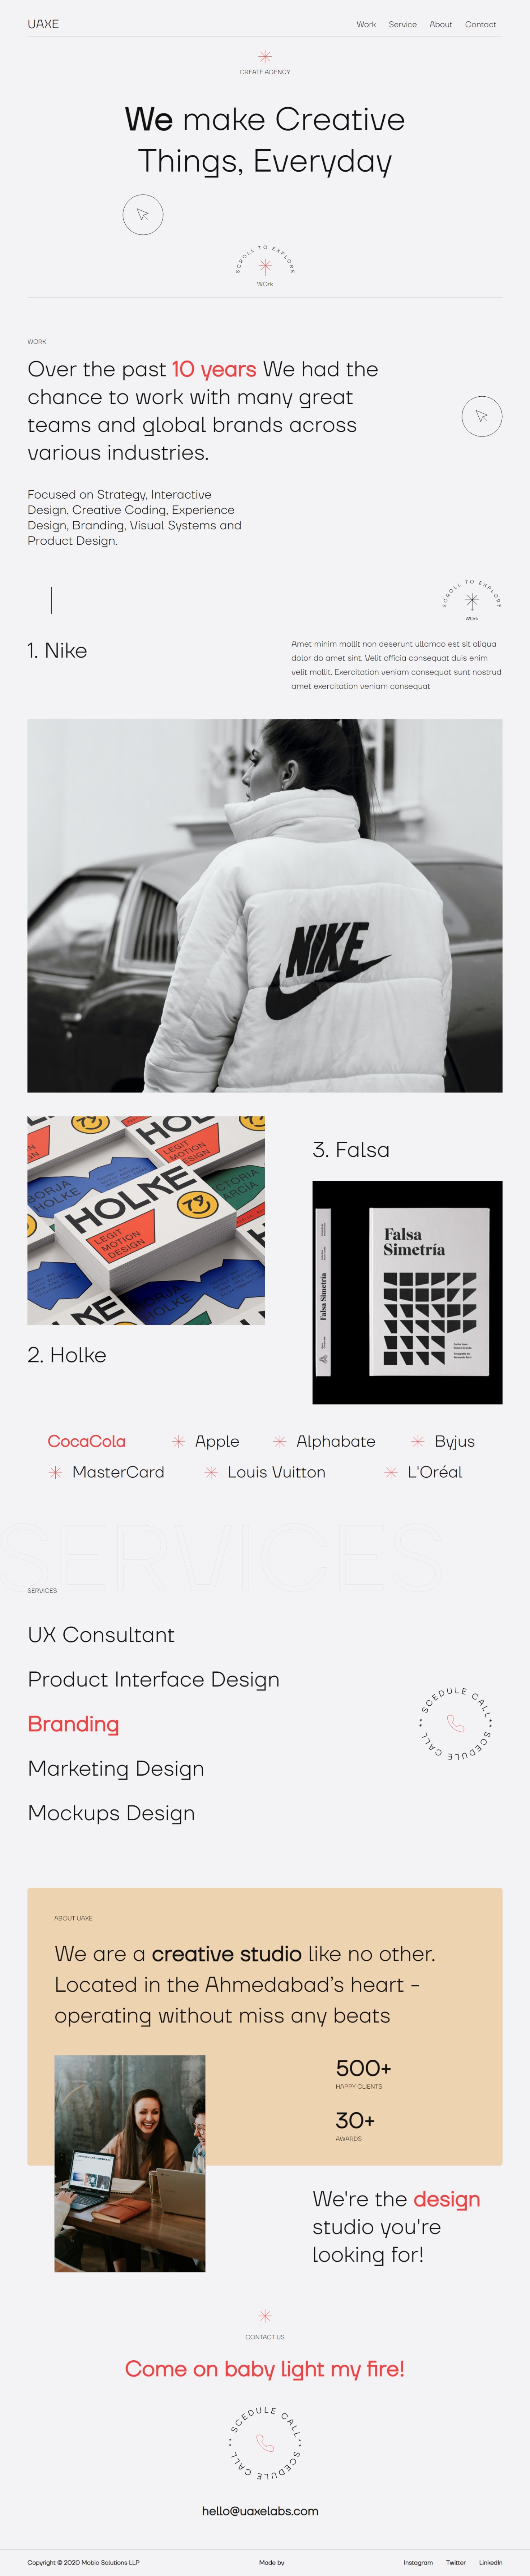 UAXE
Work Service About Contact
CREATE AGENCY
We make Creative
Things, Everyday
SCROLL TO EXPLORE
WOrk
WORK
Over the past 10 years We had the
chance to work with many great
teams and global brands across
various industries.
Focused on Strategy, Interactive
Design, Creative Coding, Experience
Design, Branding, Visual Systems and
Product Design.
SCROLL TO EXPLORE
WOrk
1. Nike
Amet minim mollit non deserunt ullamco est sit aliqua
dolor do amet sint. Velit officia consequat duis enim
velit mollit. Exercitation veniam consequat sunt nostrud
amet exercitation veniam consequat
NIKE
HOLKE
LEGIT
MOTION
DESIGN
BORJA
HOLKE
2. Holke
3. Falsa
Falsa Simetría
Falsa
Simetría
CocaCola Apple Alphabate Byjus
MasterCard Louis Vuitton L'Oréal
SERVICES
SERVICES
UX Consultant
Product Interface Design
Branding
Marketing Design
Mockups Design
SCEDULE CALL ** SCEDULE CALL **
ABOUT UAXE
We are a creative studio like no other.
Located in the Ahmedabad’s heart -
operating without miss any beats
500+
HAPPY CLIENTS
30+
AWARDS
We're the design
studio you're
looking for!
CONTACT US
Come on baby light my fire!
SCEDULE CALL ** SCEDULE CALL **
hello@uaxelabs.com
Copyright © 2020 Mobio Solutions LLP
Made by
Instagram Twitter LinkedIn